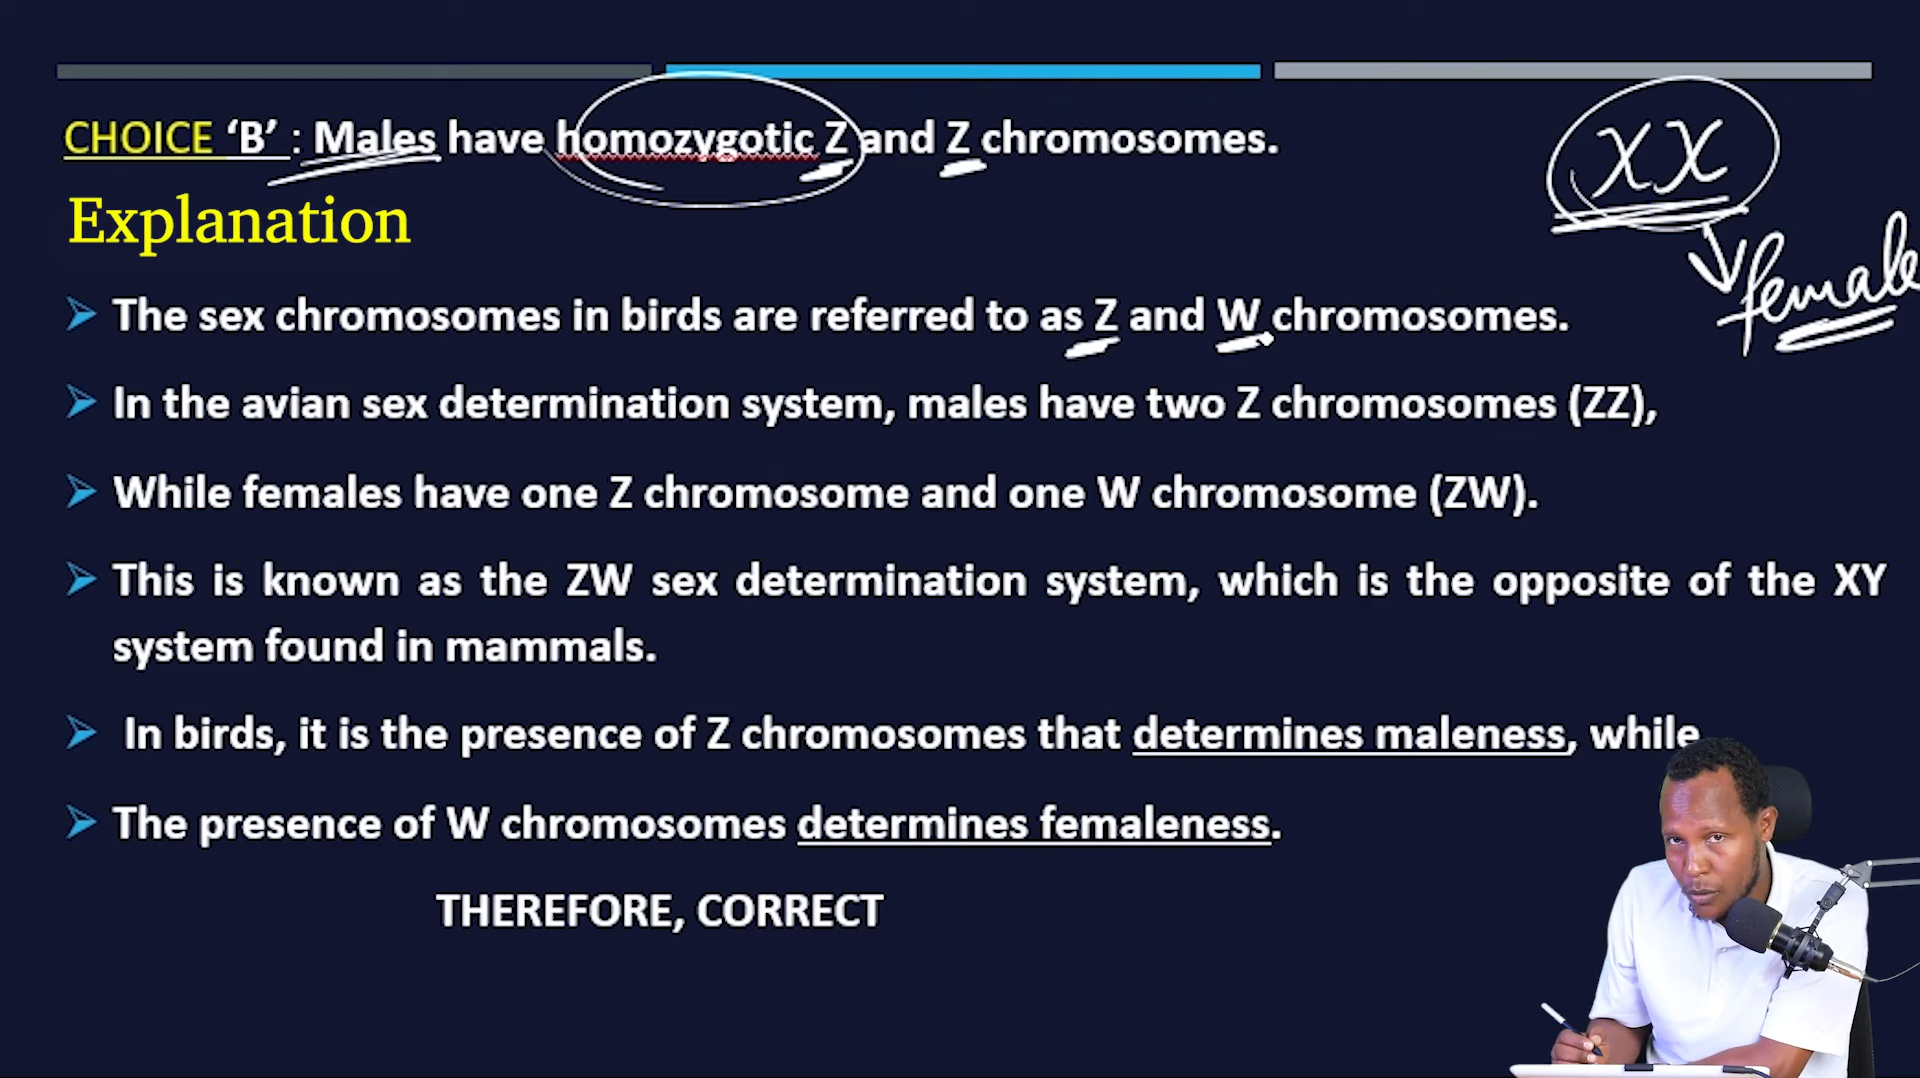 CHOICE ‘B’ : Males have homozygotic Z and Z chromosomes.
XX
female
Explanation
The sex chromosomes in birds are referred to as Z and W chromosomes.
In the avian sex determination system, males have two Z chromosomes (ZZ),
While females have one Z chromosome and one W chromosome (ZW).
This is known as the ZW sex determination system, which is the opposite of the XY
system found in mammals.
In birds, it is the presence of Z chromosomes that determines maleness, while
The presence of W chromosomes determines femaleness.
THEREFORE, CORRECT